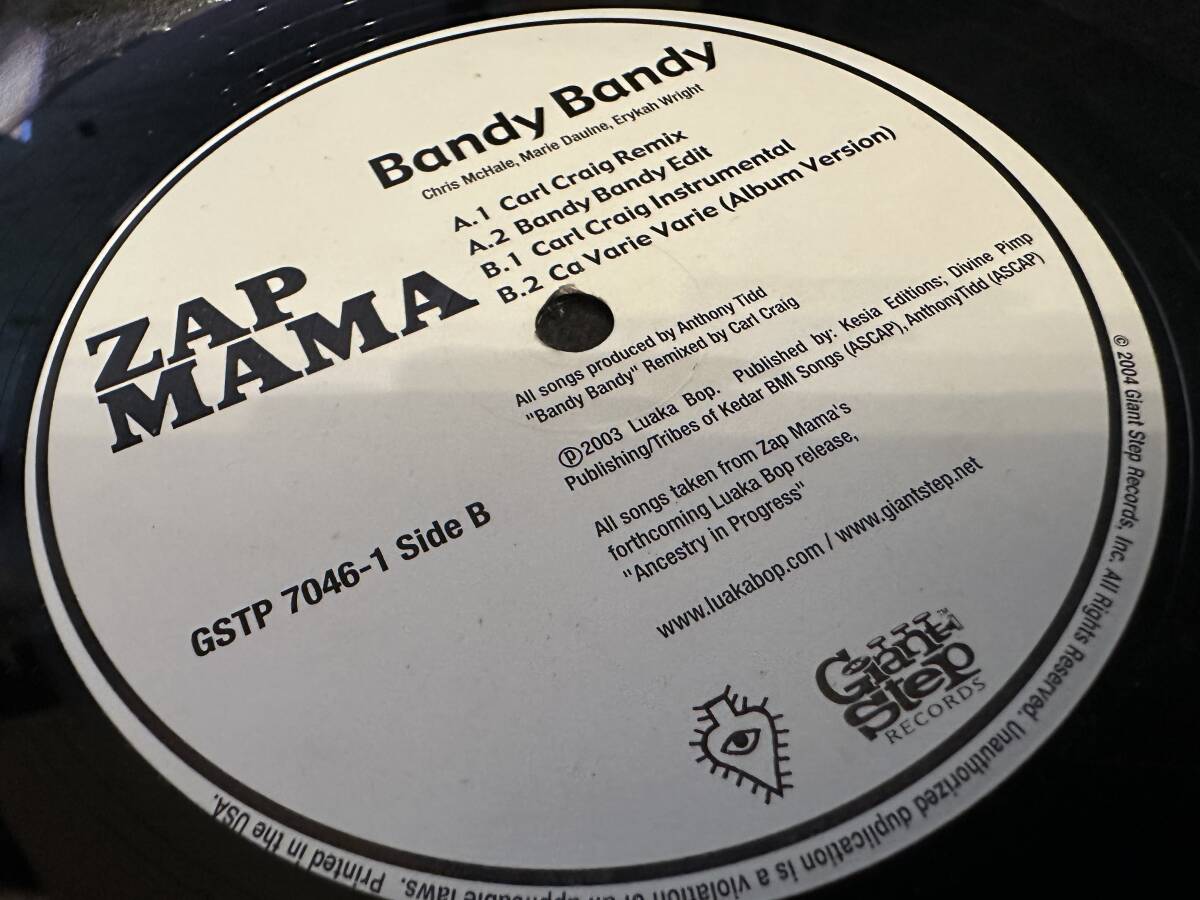 Bandy Bandy
Chris McHale, Marie Daulne, Erykah Wright
A.1 Carl Craig Remix
A.2 Bandy Bandy Edit
B.1 Carl Craig Instrumental
B.2 Ca Varie Varie (Album Version)
ZAP
MAMA
All songs produced by Anthony Tidd
"Bandy Bandy" Remixed by Carl Craig
℗2003 Luaka Bop. Published by: Kesia Editions; Divine Pimp
Publishing/Tribes of Kedar BMI Songs (ASCAP), AnthonyTidd (ASCAP)
All songs taken from Zap Mama's
forthcoming Luaka Bop release,
"Ancestry in Progress"
GSTP 7046-1 Side B
www.luakabop.com / www.giantstep.net
Giant
Step
RECORDS
TM
© 2004 Giant Step Records, Inc. All Rights Reserved. Unauthorized duplication is a violation of laws. Printed in the USA.